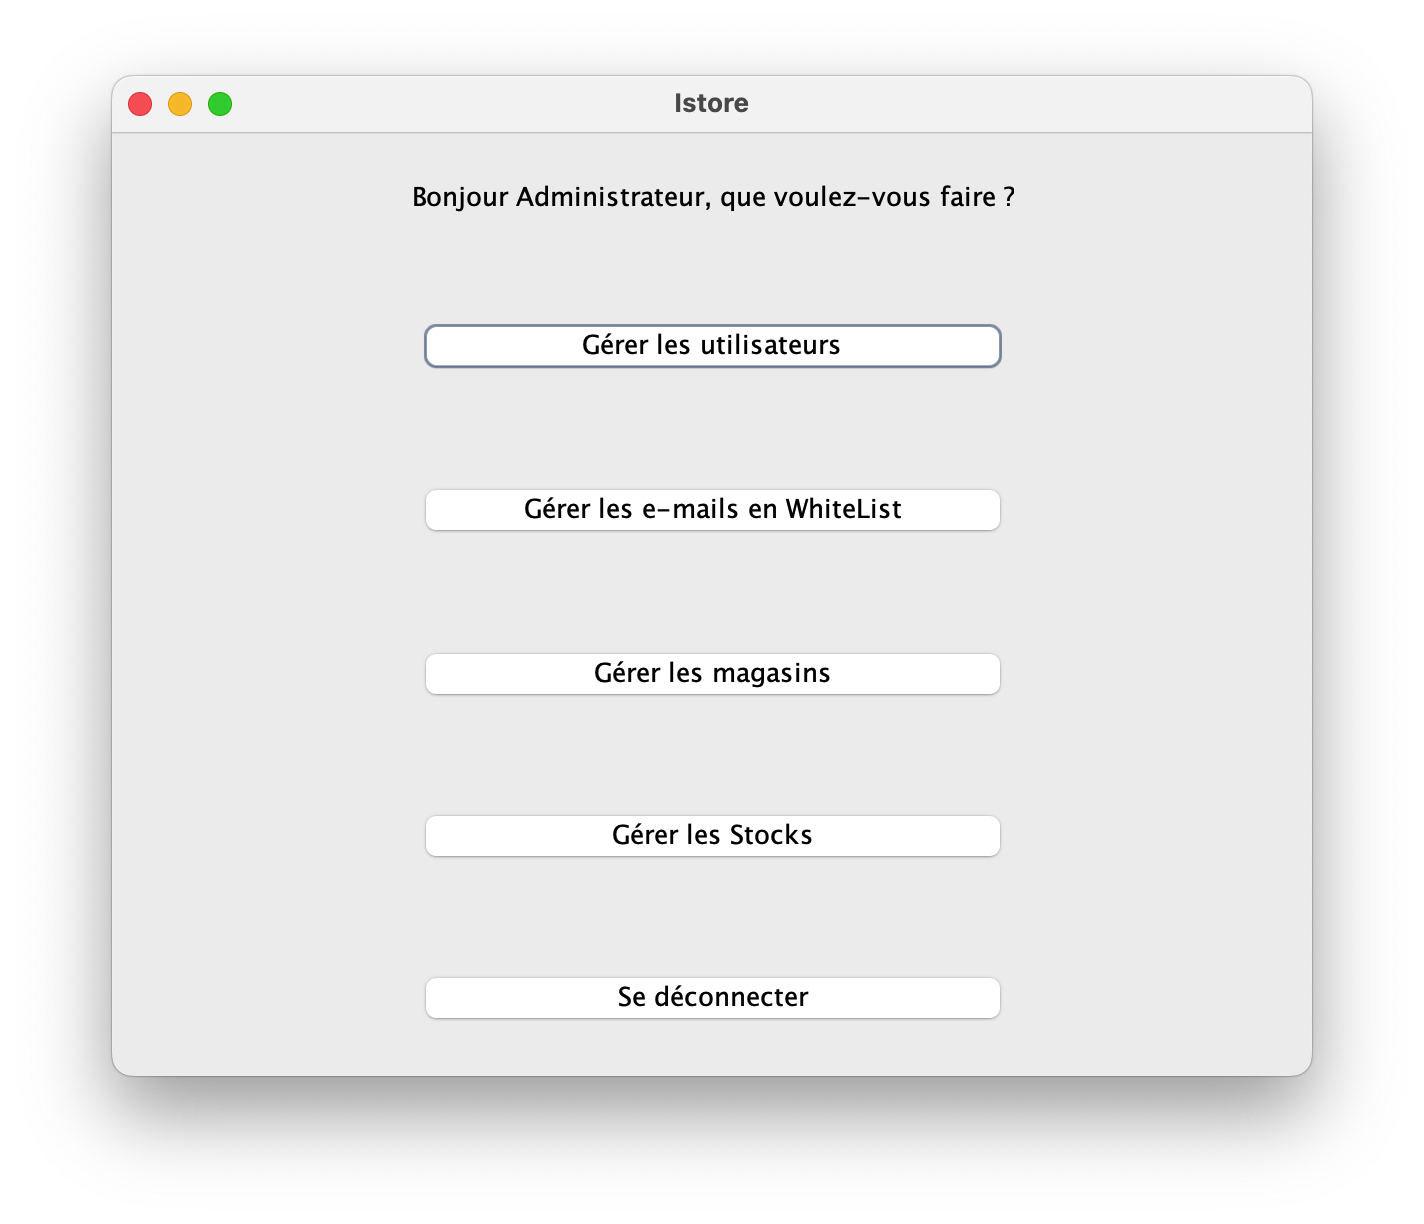 Istore
Bonjour Administrateur, que voulez-vous faire ?
Gérer les utilisateurs
Gérer les e-mails en WhiteList
Gérer les magasins
Gérer les Stocks
Se déconnecter